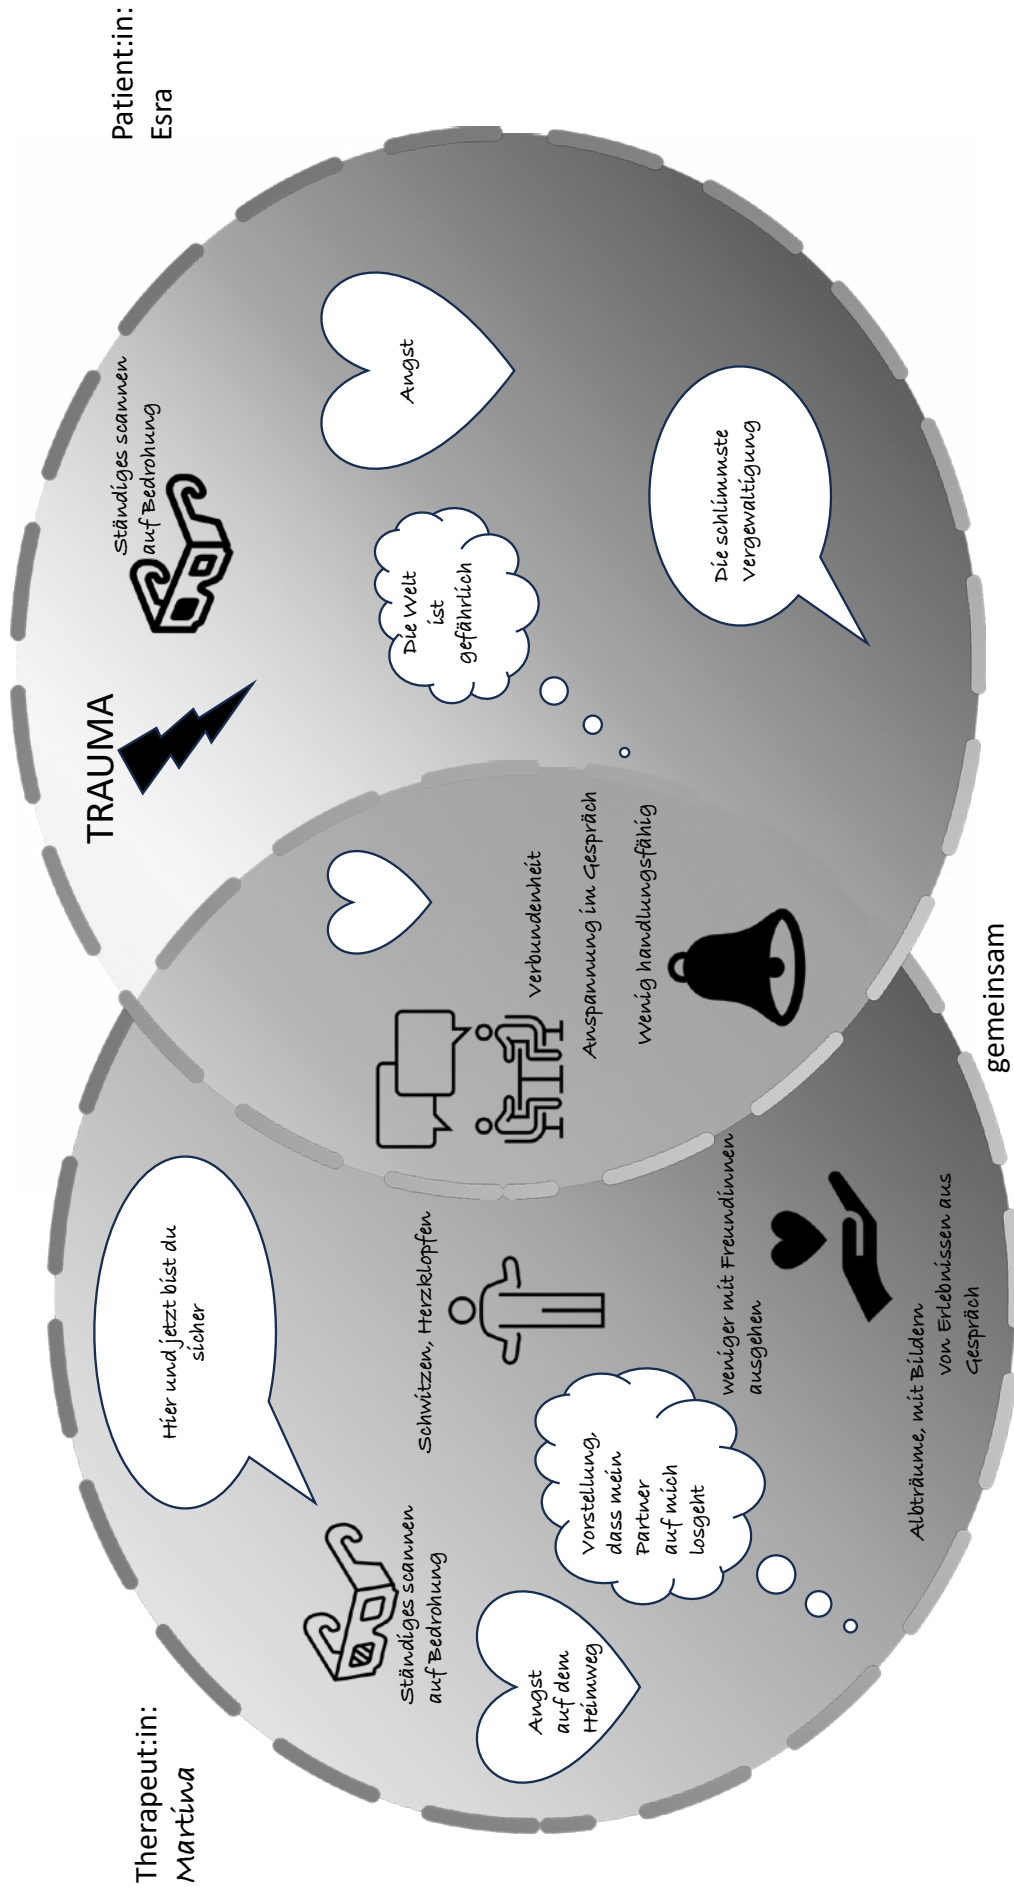 Therapeut:in:
Martina
Hier und jetzt bist du
sicher
Ständiges scannen
auf Bedrohung
Schwitzen, Herzklopfen
Angst
auf dem
Heimweg
Vorstellung,
dass mein
Partner
auf mich
losgeht
weniger mit Freundinnen
ausgehen
Albträume, mit Bildern
von Erlebnissen aus
Gespräch
gemeinsam
Verbundenheit
Anspannung im Gespräch
Wenig handlungsfähig
Patient:in:
Esra
TRAUMA
Ständiges scannen
auf Bedrohung
Angst
Die Welt
ist
gefährlich
Die schlimmste
Vergewaltigung